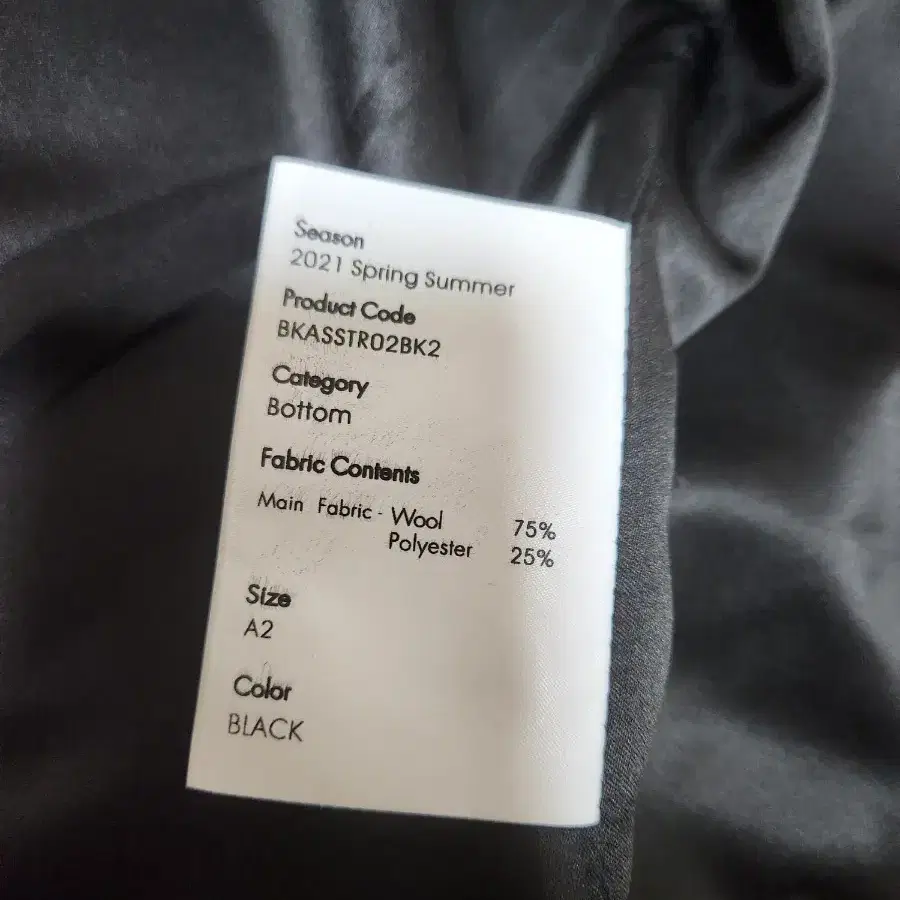 Season
2021 Spring Summer
Product Code
BKASSTR02BK2
Category
Bottom
Fabric Contents
Main Fabric - Wool 75%
Polyester 25%
Size
A2
Color
BLACK